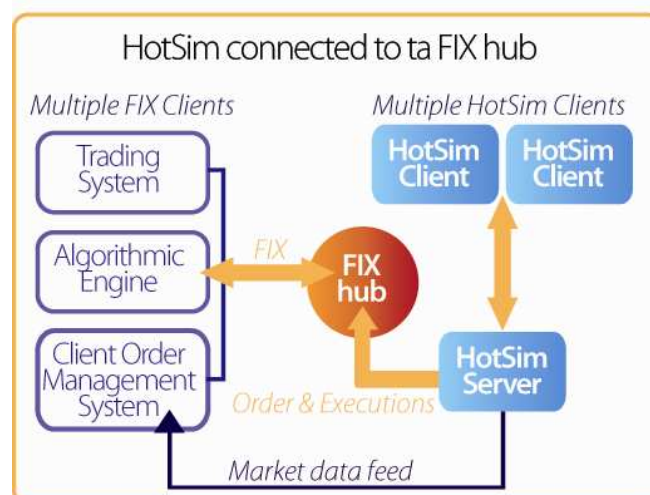 HotSim connected to ta FIX hub
Multiple FIX Clients
Multiple HotSim Clients
Trading
System
HotSim
Client
HotSim
Client
Algorithmic
Engine
FIX
FIX
hub
Client Order
Management
System
HotSim
Server
Order & Executions
Market data feed